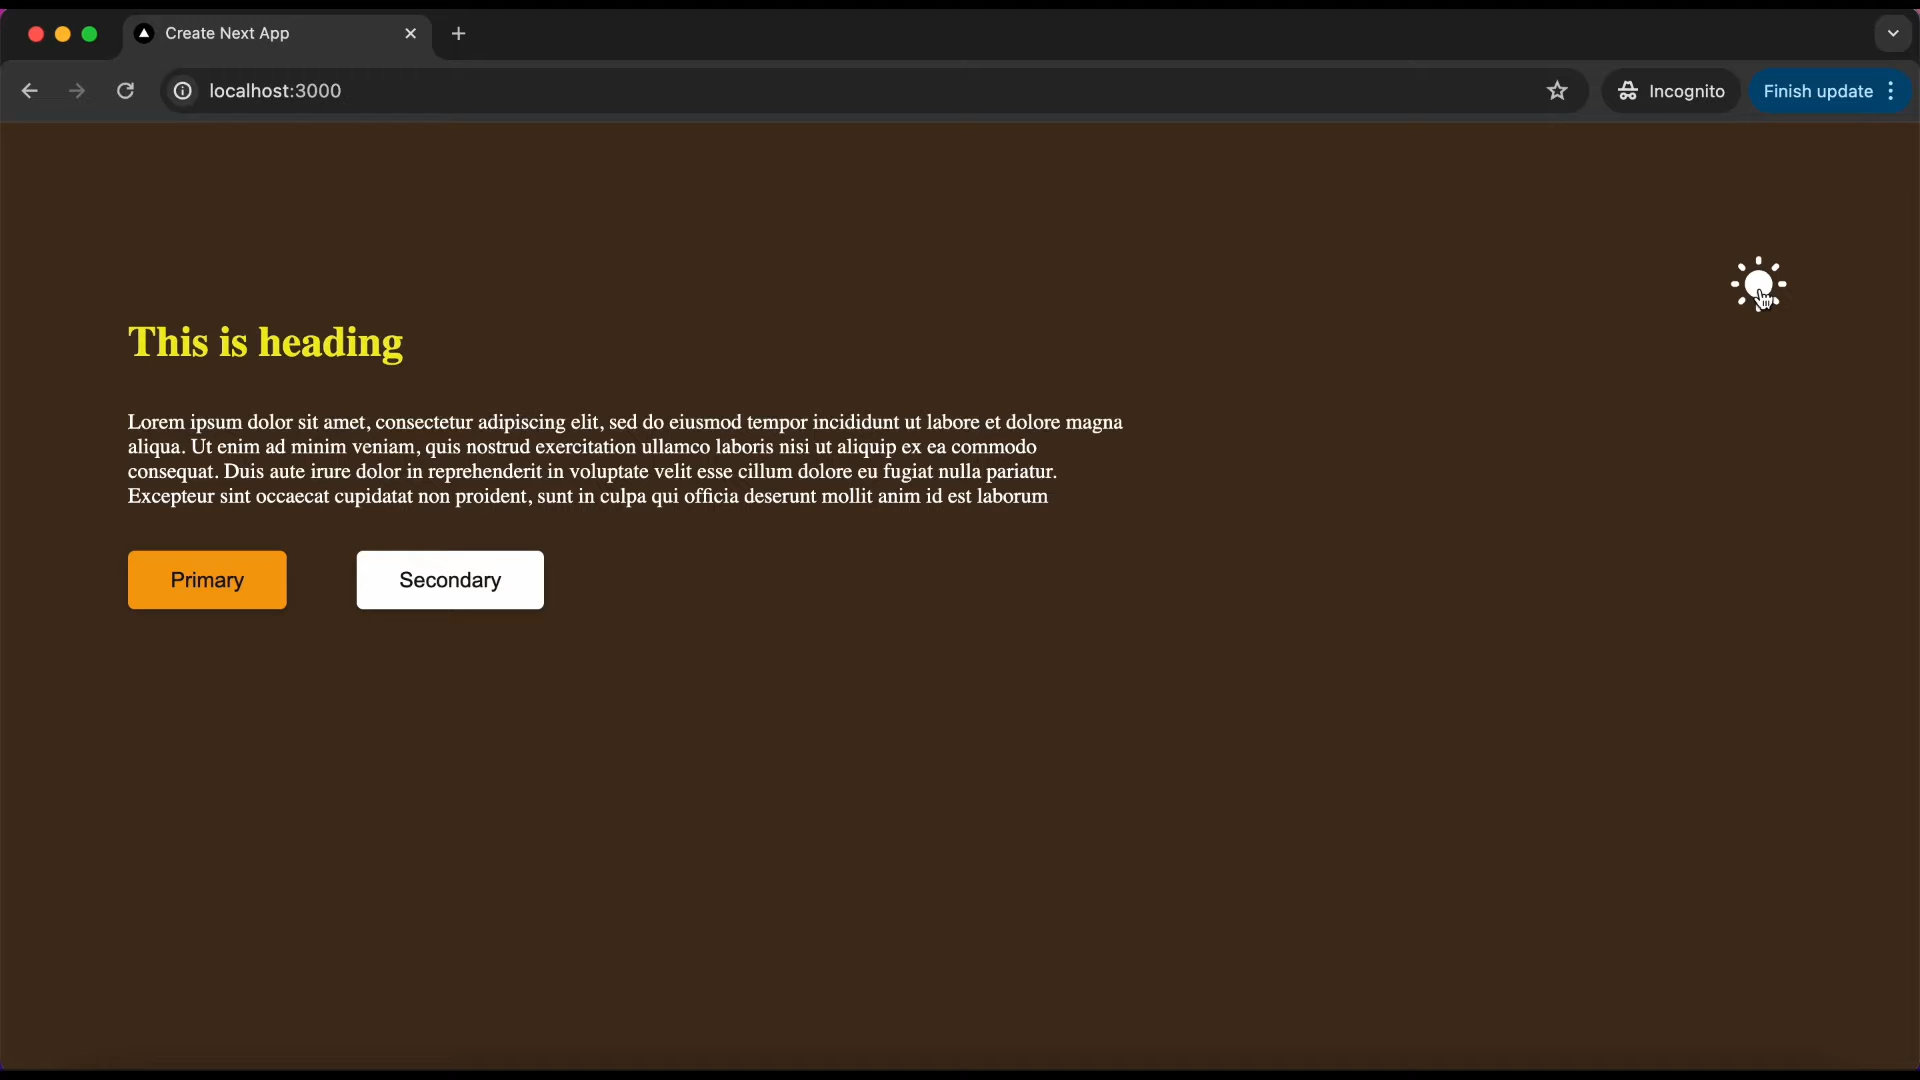 Create Next App
localhost:3000
Incognito
Finish update
This is heading
Lorem ipsum dolor sit amet, consectetur adipiscing elit, sed do eiusmod tempor incididunt ut labore et dolore magna
aliqua. Ut enim ad minim veniam, quis nostrud exercitation ullamco laboris nisi ut aliquip ex ea commodo
consequat. Duis aute irure dolor in reprehenderit in voluptate velit esse cillum dolore eu fugiat nulla pariatur.
Excepteur sint occaecat cupidatat non proident, sunt in culpa qui officia deserunt mollit anim id est laborum
Primary
Secondary